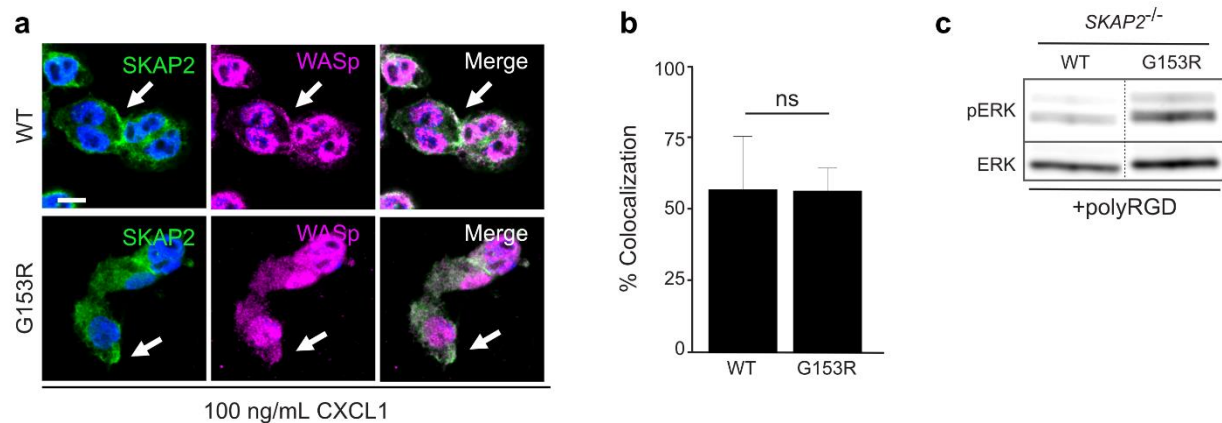 a
SKAP2 WASp Merge
WT
SKAP2 WASp Merge
G153R
100 ng/mL CXCL1
b
% Colocalization
100
75
50
25
0
ns
WT G153R
c
SKAP2-/-
WT G153R
pERK
ERK
+polyRGD